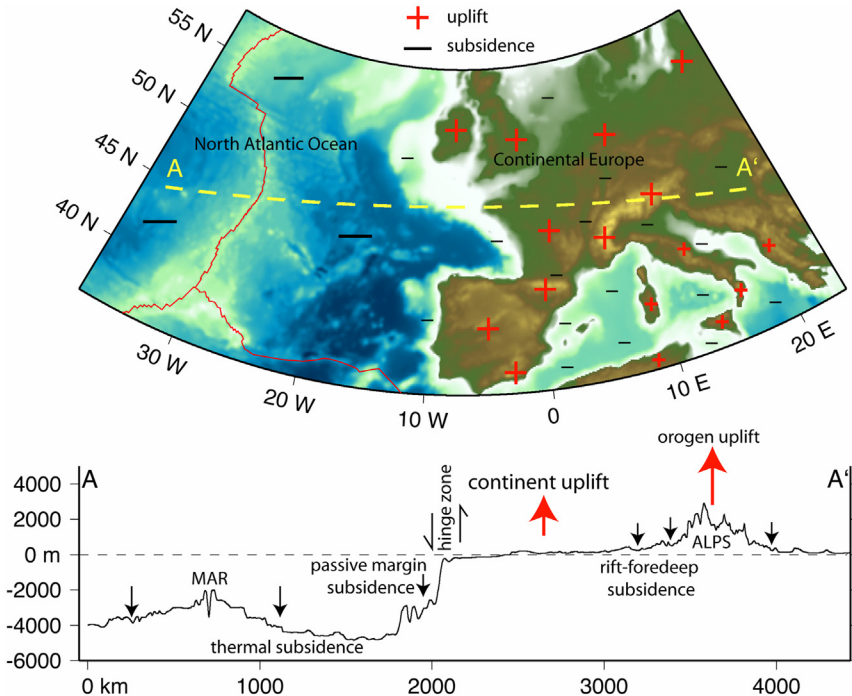 uplift
subsidence
55 N
50 N
45 N
40 N
North Atlantic Ocean
Continental Europe
A
A'
30 W
20 W
10 W
0
10 E
20 E
A
A'
4000
2000
0 m
-2000
-4000
-6000
MAR
thermal subsidence
passive margin
subsidence
hinge zone
continent uplift
orogen uplift
ALPS
rift-foredeep
subsidence
0 km
1000
2000
3000
4000